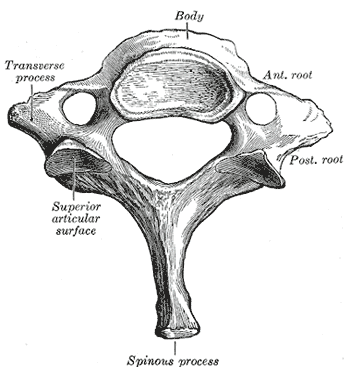 Body
Transverse
process
Ant. root
Post. root
Superior
articular
surface
Spinous process